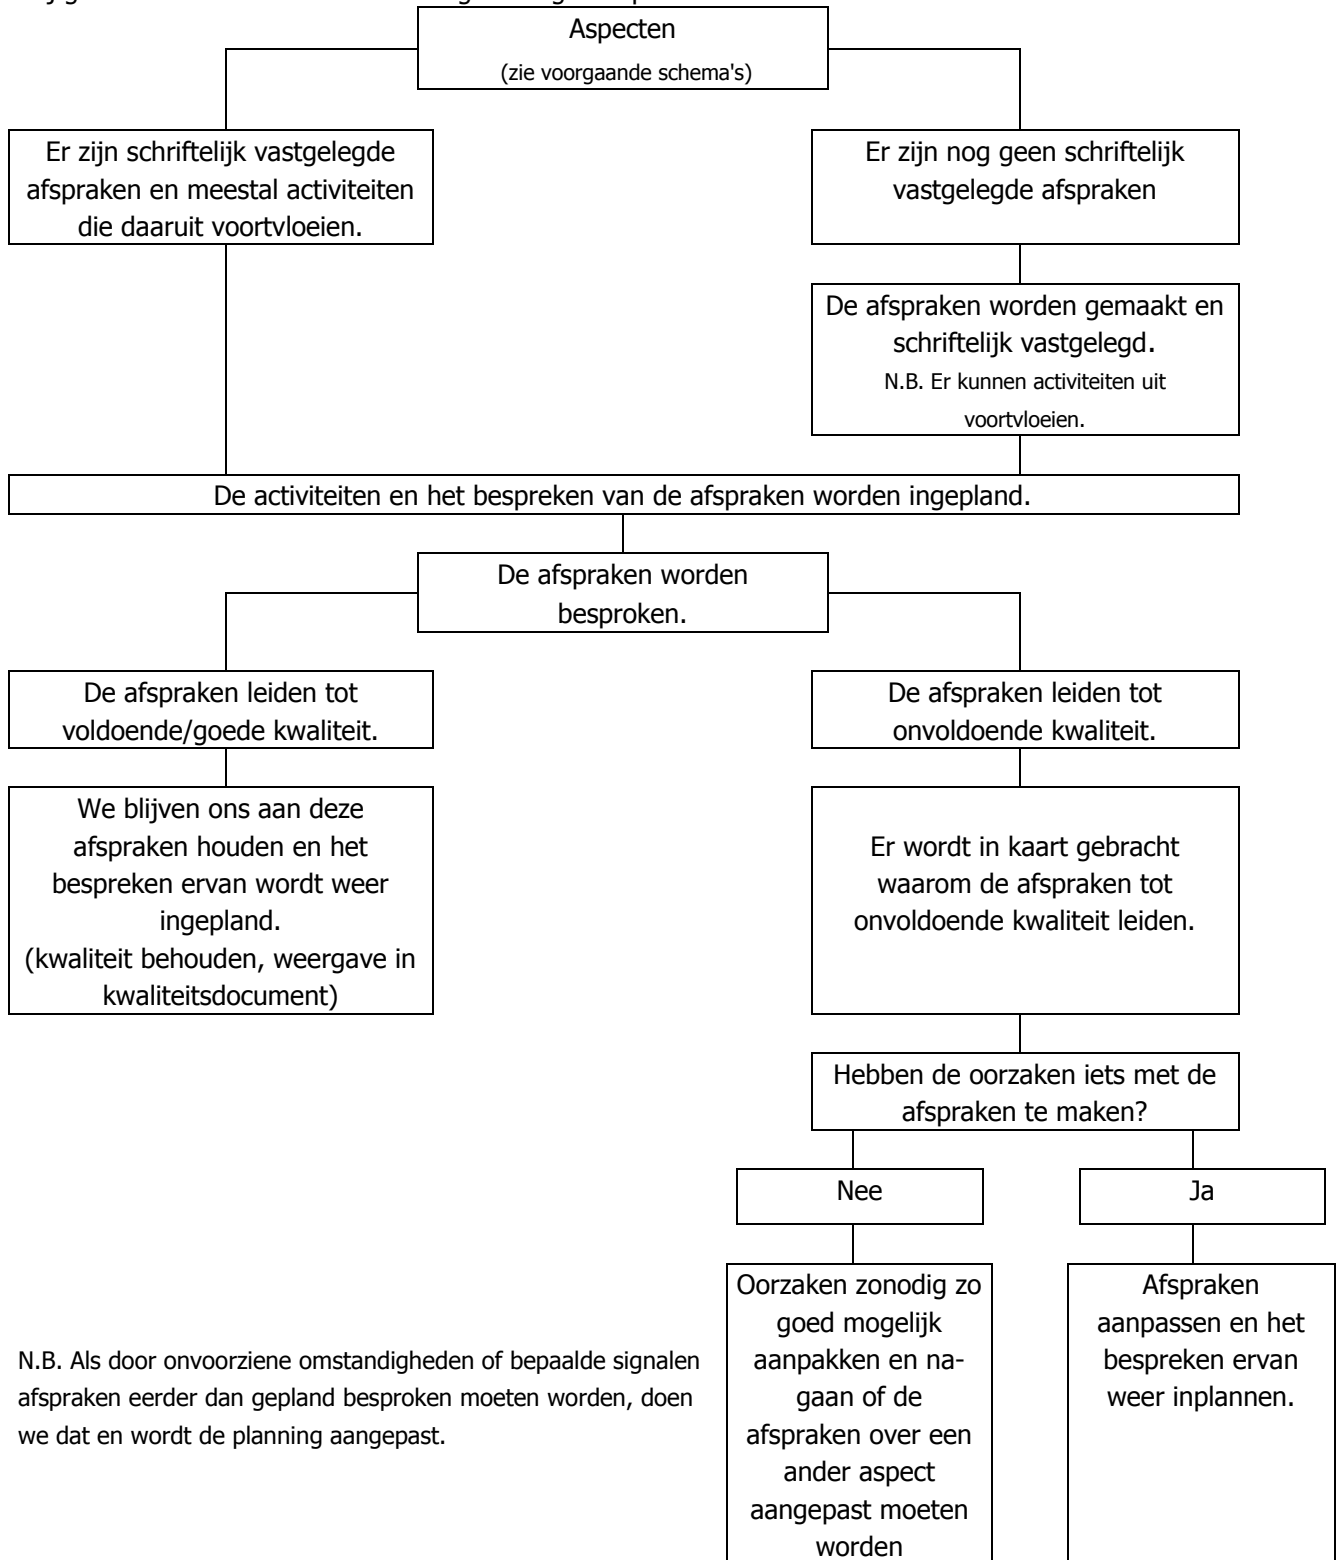 Aspecten
(zie voorgaande schema's)
Er zijn schriftelijk vastgelegde
afspraken en meestal activiteiten
die daaruit voortvloeien.
Er zijn nog geen schriftelijk
vastgelegde afspraken
De afspraken worden gemaakt en
schriftelijk vastgelegd.
N.B. Er kunnen activiteiten uit
voortvloeien.
De activiteiten en het bespreken van de afspraken worden ingepland.
De afspraken worden
besproken.
De afspraken leiden tot
voldoende/goede kwaliteit.
De afspraken leiden tot
onvoldoende kwaliteit.
We blijven ons aan deze
afspraken houden en het
bespreken ervan wordt weer
ingepland.
(kwaliteit behouden, weergave in
kwaliteitsdocument)
Er wordt in kaart gebracht
waarom de afspraken tot
onvoldoende kwaliteit leiden.
Hebben de oorzaken iets met de
afspraken te maken?
Nee
Ja
Oorzaken zonodig zo
goed mogelijk
aanpakken en na-
gaan of de
afspraken over een
ander aspect
aangepast moeten
worden
Afspraken
aanpassen en het
bespreken ervan
weer inplannen.
N.B. Als door onvoorziene omstandigheden of bepaalde signalen
afspraken eerder dan gepland besproken moeten worden, doen
we dat en wordt de planning aangepast.